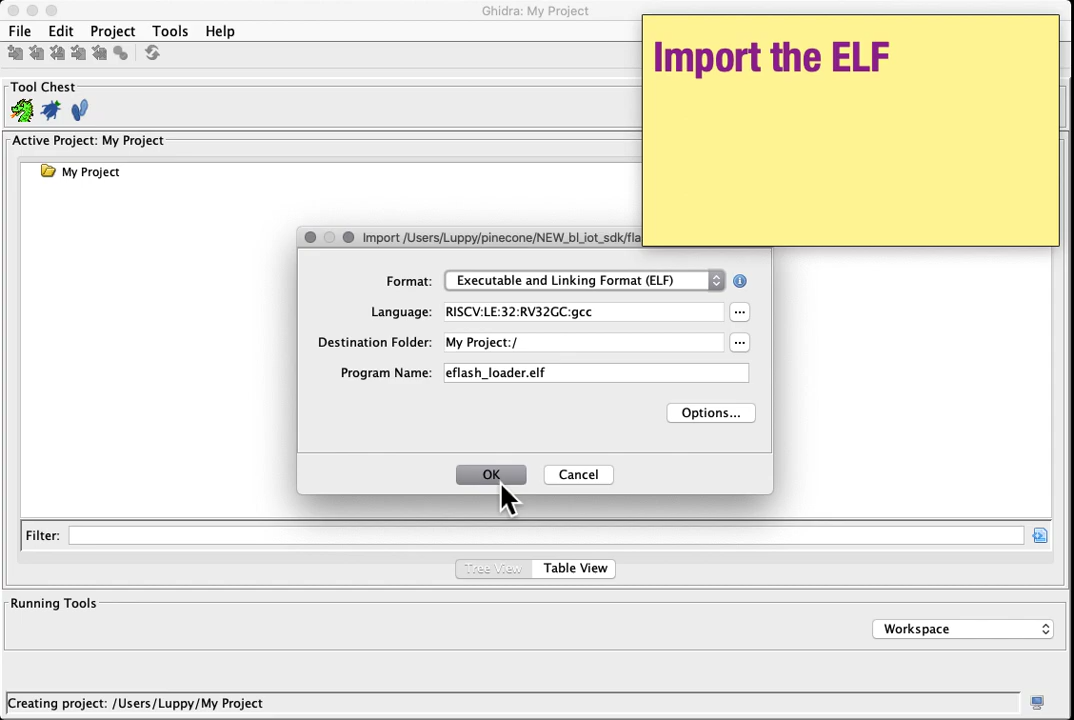 Ghidra: My Project
File Edit Project Tools Help
Import the ELF
Tool Chest
Active Project: My Project
My Project
Import /Users/Luppy/pinecone/NEW_bl_iot_sdk/fla
Format: Executable and Linking Format (ELF)
Language: RISCV:LE:32:RV32GC:gcc ...
Destination Folder: My Project:/ ...
Program Name: eflash_loader.elf
Options...
OK Cancel
Filter:
Tree View Table View
Running Tools
Workspace
Creating project: /Users/Luppy/My Project